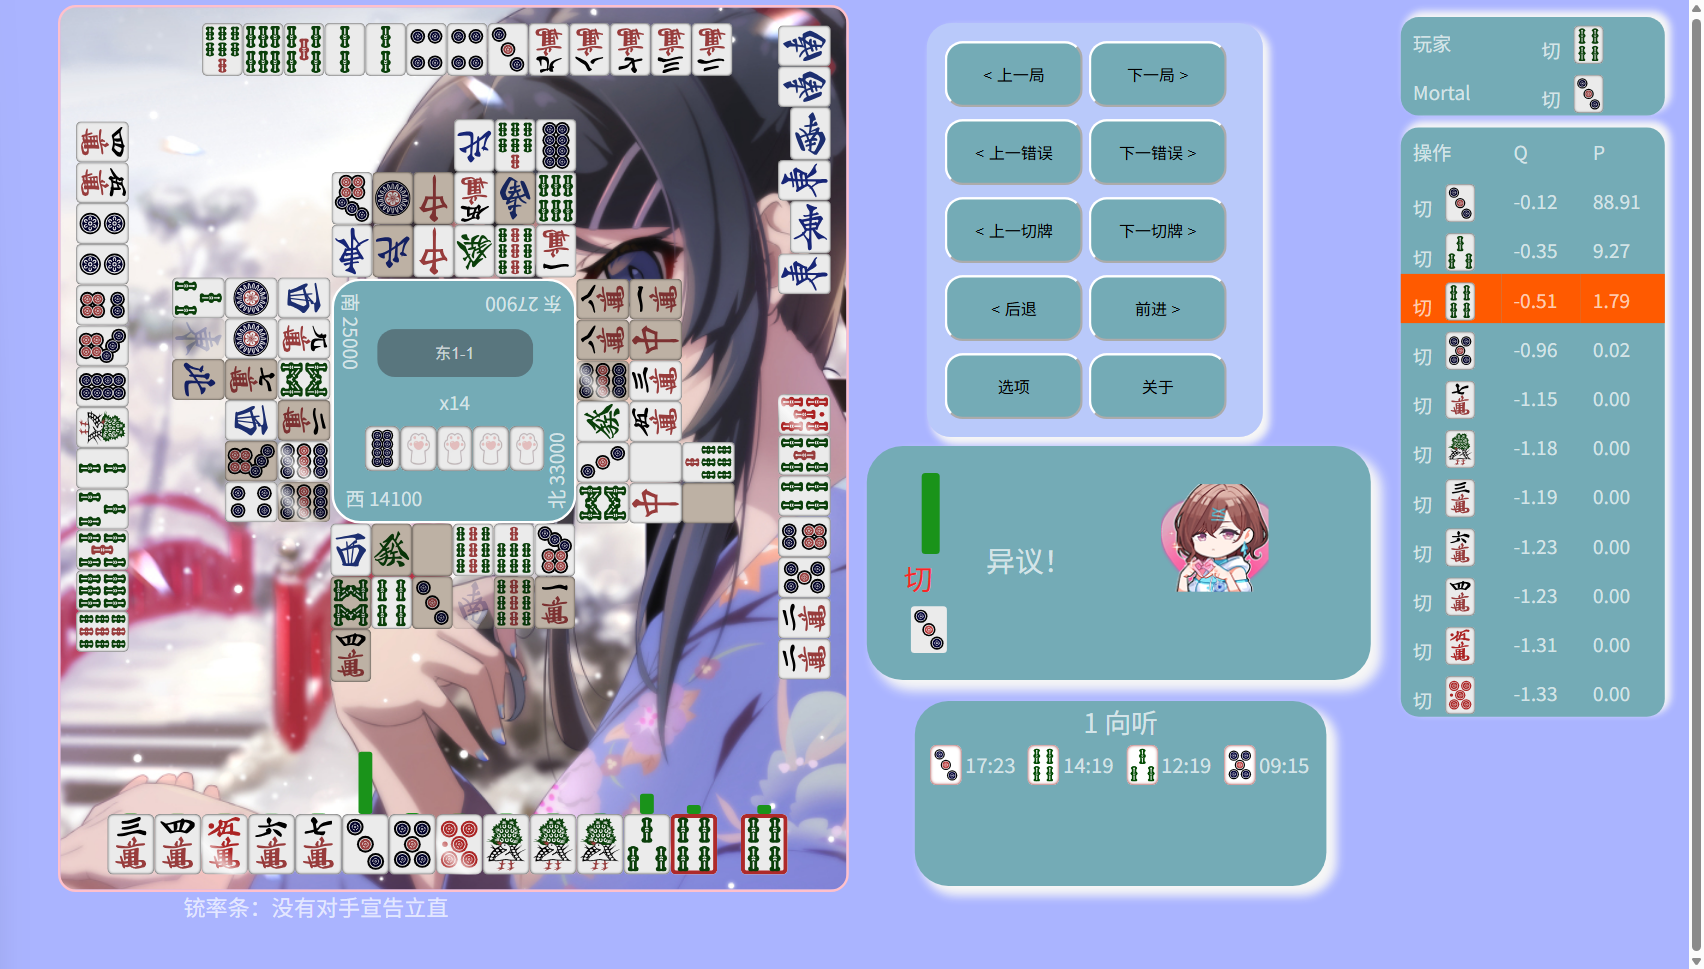 东 27900
南 25000
东1-1
x14
西 14100
北 33000
铳率条：没有对手宣告立直
< 上一局
下一局 >
< 上一错误
下一错误 >
< 上一切牌
下一切牌 >
< 后退
前进 >
选项
关于
切
异议！
1 向听
17:23
14:19
12:19
09:15
玩家 切
Mortal 切
操作 Q P
切 -0.12 88.91
切 -0.35 9.27
切 -0.51 1.79
切 -0.96 0.02
切 -1.15 0.00
切 -1.18 0.00
切 -1.19 0.00
切 -1.23 0.00
切 -1.23 0.00
切 -1.31 0.00
切 -1.33 0.00